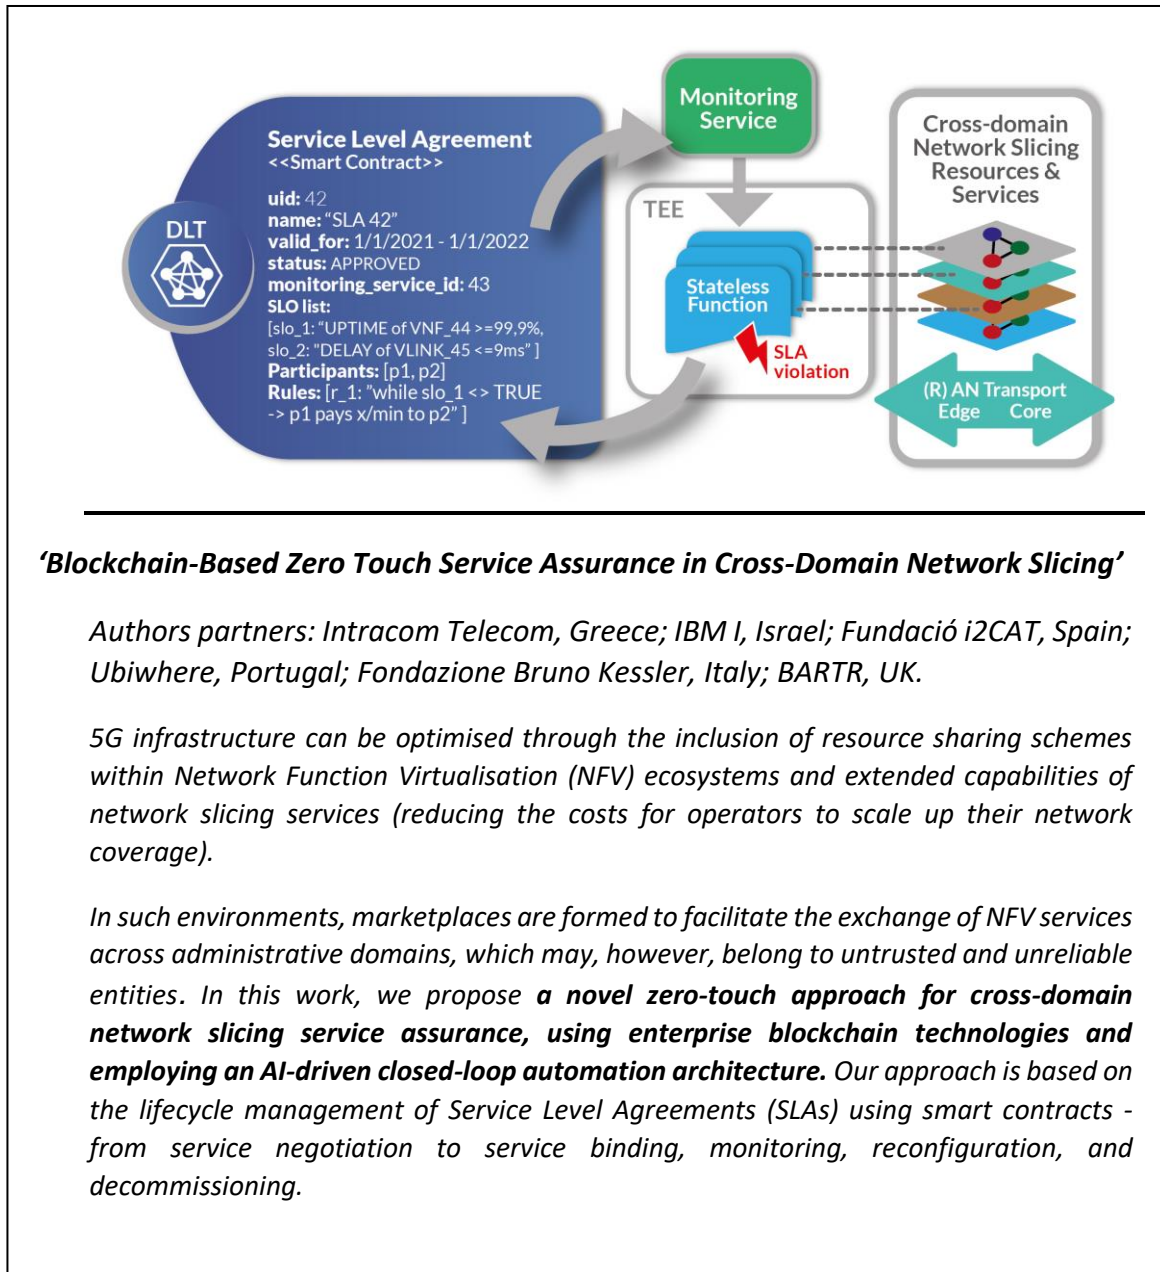 Service Level Agreement
<<Smart Contract>>
uid: 42
name: “SLA 42”
valid_for: 1/1/2021 - 1/1/2022
status: APPROVED
monitoring_service_id: 43
SLO list:
[slo_1: “UPTIME of VNF_44 >=99,9%,
slo_2: "DELAY of VLINK_45 <=9ms” ]
Participants: [p1, p2]
Rules: [r_1: ”while slo_1 <> TRUE
-> p1 pays x/min to p2” ]
DLT
Monitoring
Service
TEE
Stateless
Function
SLA
violation
Cross-domain
Network Slicing
Resources &
Services
(R) AN Transport
Edge Core
‘Blockchain-Based Zero Touch Service Assurance in Cross-Domain Network Slicing’
Authors partners: Intracom Telecom, Greece; IBM I, Israel; Fundació i2CAT, Spain;
Ubiwhere, Portugal; Fondazione Bruno Kessler, Italy; BARTR, UK.
5G infrastructure can be optimised through the inclusion of resource sharing schemes
within Network Function Virtualisation (NFV) ecosystems and extended capabilities of
network slicing services (reducing the costs for operators to scale up their network
coverage).
In such environments, marketplaces are formed to facilitate the exchange of NFV services
across administrative domains, which may, however, belong to untrusted and unreliable
entities. In this work, we propose a novel zero-touch approach for cross-domain
network slicing service assurance, using enterprise blockchain technologies and
employing an AI-driven closed-loop automation architecture. Our approach is based on
the lifecycle management of Service Level Agreements (SLAs) using smart contracts -
from service negotiation to service binding, monitoring, reconfiguration, and
decommissioning.